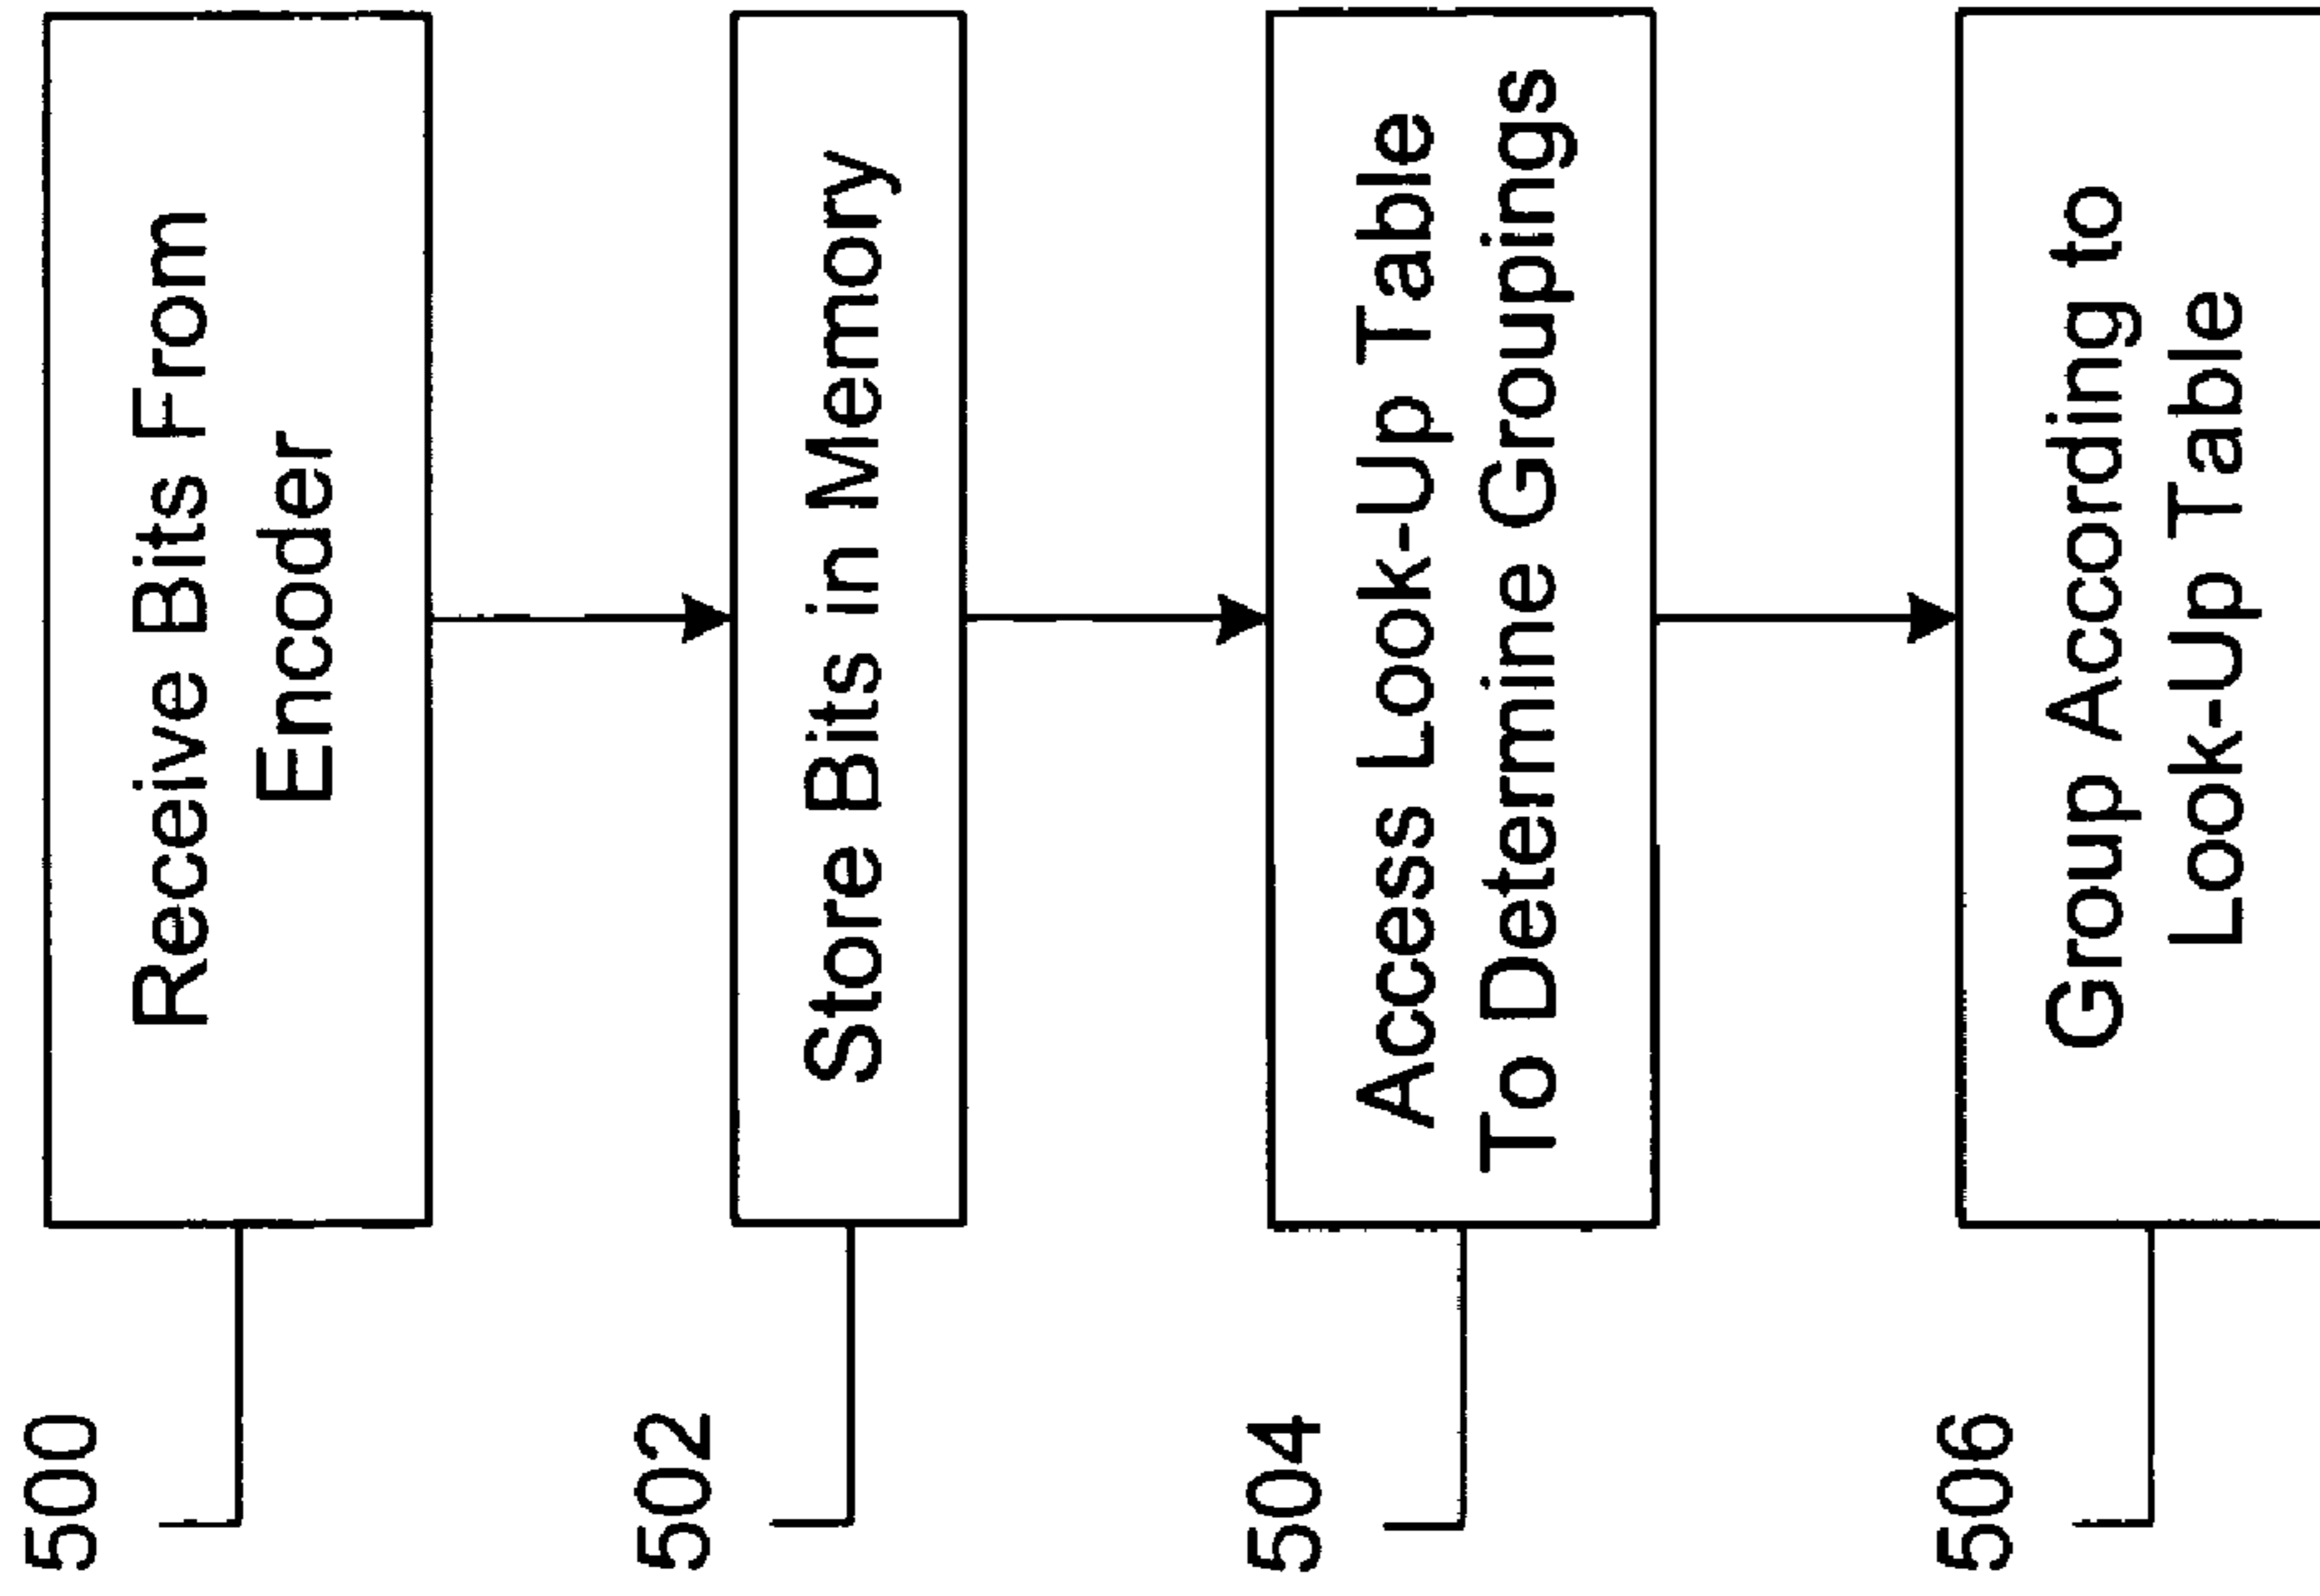 500
Receive Bits From
Encoder
502
Store Bits in Memory
504
Access Look-Up Table
To Determine Groupings
506
Group According to
Look-Up Table